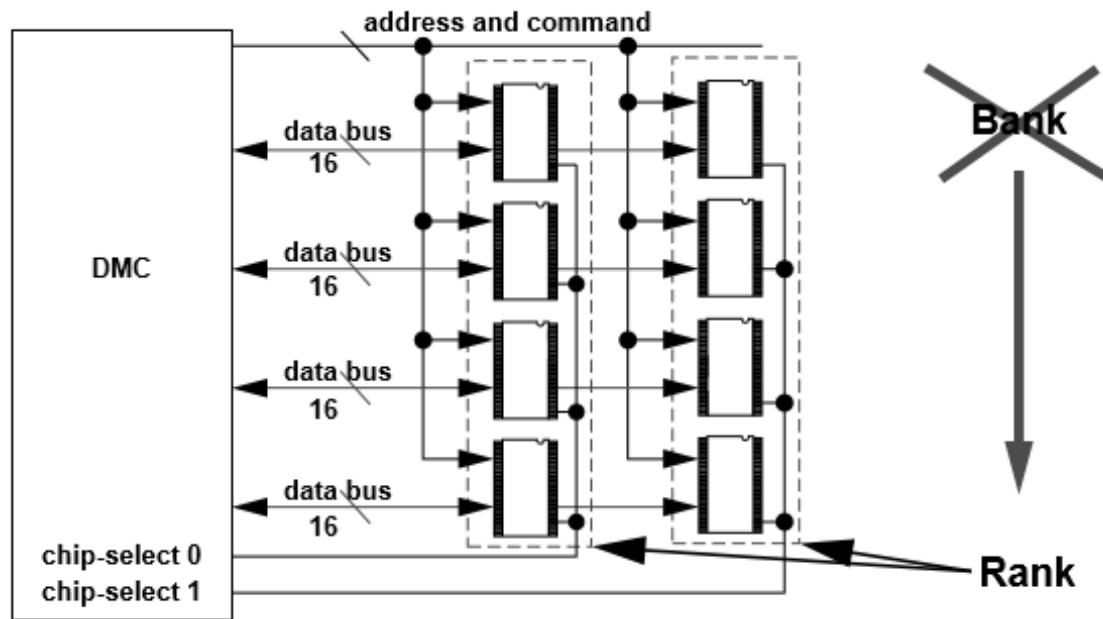 address and command
Bank
data bus
16
data bus
16
DMC
data bus
16
data bus
16
chip-select 0
chip-select 1
Rank